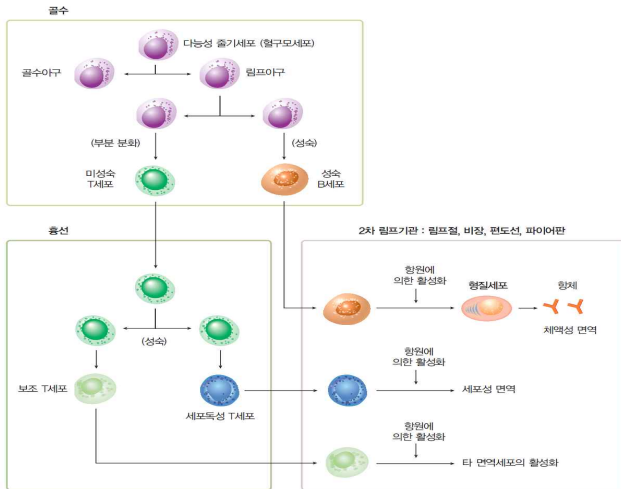 골수
다능성 줄기세포 (혈구모세포)
골수아구
림프아구
(부분 분화)
(성숙)
미성숙
T세포
성숙
B세포
흉선
2차 림프기관 : 림프절, 비장, 편도선, 파이어판
항원에
의한 활성화
형질세포
항체
체액성 면역
(성숙)
보조 T세포
세포독성 T세포
항원에
의한 활성화
세포성 면역
항원에
의한 활성화
타 면역세포의 활성화